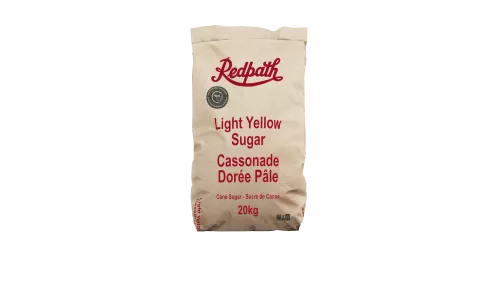 Redpath
Light Yellow
Sugar
Cassonade
Dorée Pâle
Cane Sugar - Sucre de Canne
20kg